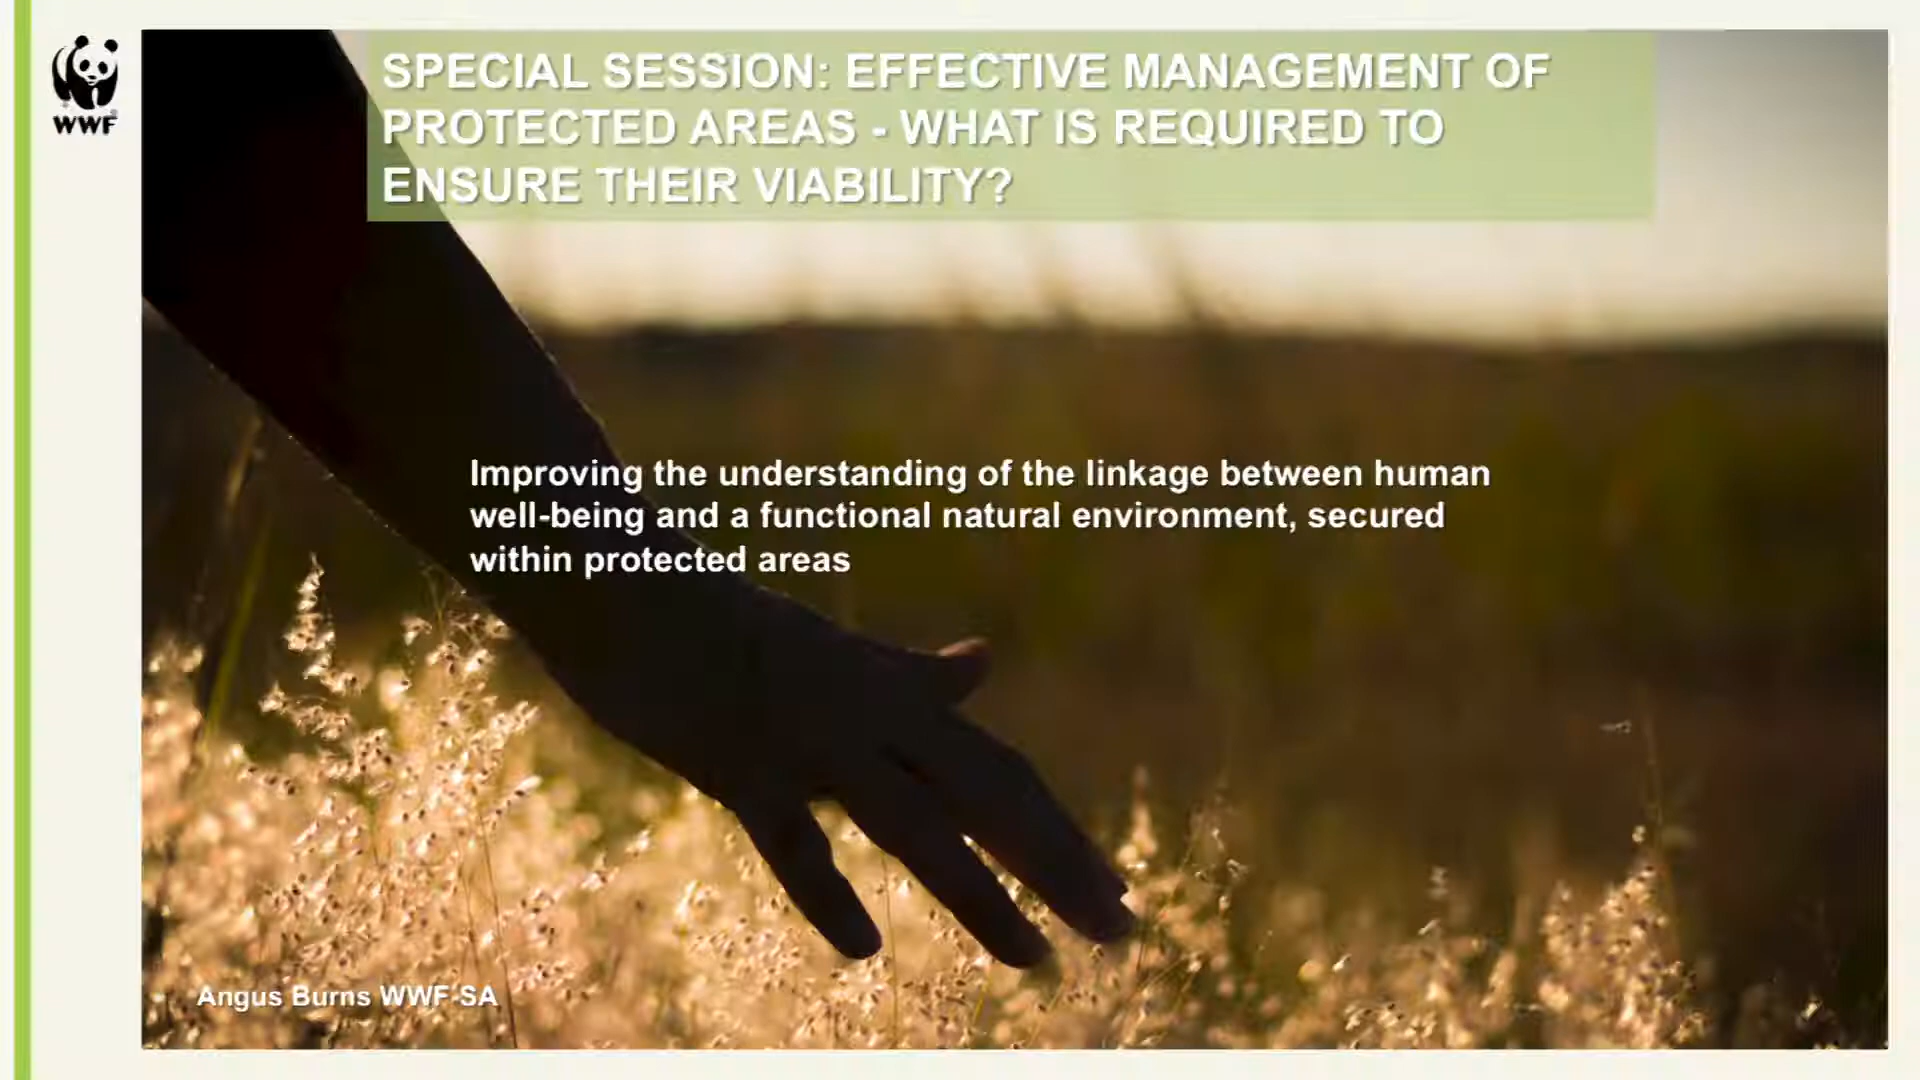 WWF
SPECIAL SESSION: EFFECTIVE MANAGEMENT OF
PROTECTED AREAS - WHAT IS REQUIRED TO
ENSURE THEIR VIABILITY?
Improving the understanding of the linkage between human
well-being and a functional natural environment, secured
within protected areas
Angus Burns WWF-SA